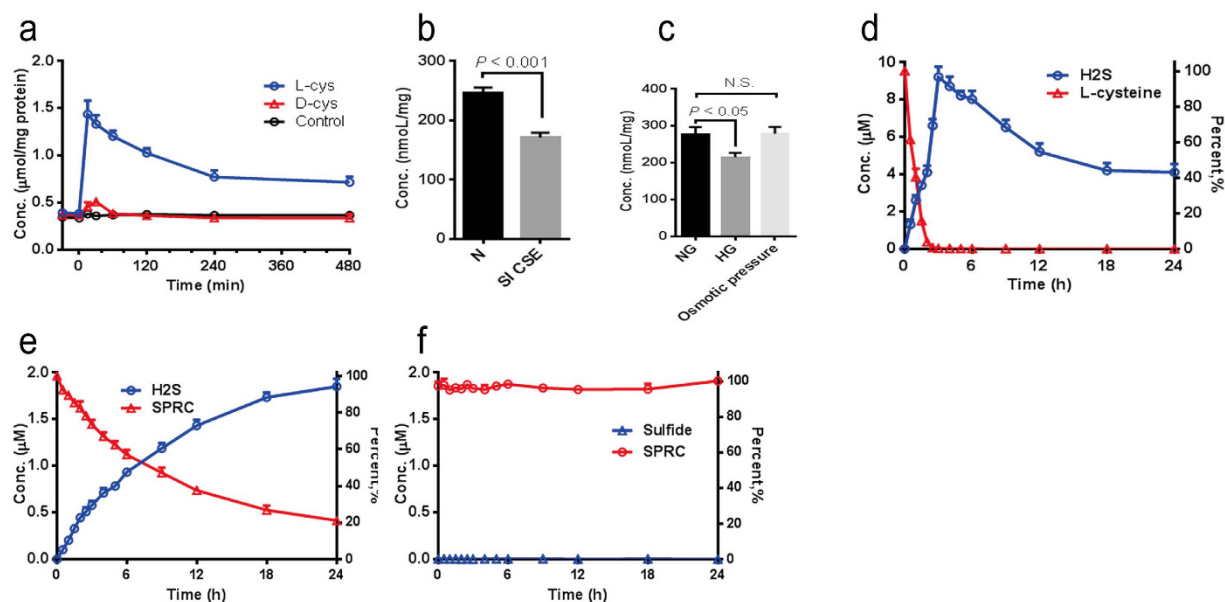 a
2.0
1.5
1.0
0.5
0.0
Conc. (μmol/mg protein)
L-cys
D-cys
Control
0 120 240 360 480
Time (min)
b
300
200
100
0
Conc. (nmoL/mg)
P < 0.001
N
SI CSE
c
400
300
200
100
0
Conc. (nmoL/mg)
N.S.
P < 0.05
NG
HG
Osmotic pressure
d
10
8
6
4
2
0
Conc. (μM)
H2S
L-cysteine
100
80
60
40
20
0
Percent,%
0 6 12 18 24
Time (h)
e
2.0
1.5
1.0
0.5
0.0
Conc. (μM)
H2S
SPRC
100
80
60
40
20
0
Percent,%
0 6 12 18 24
Time (h)
f
2.0
1.5
1.0
0.5
0.0
Conc. (μM)
Sulfide
SPRC
100
80
60
40
20
0
Percent,%
0 6 12 18 24
Time (h)